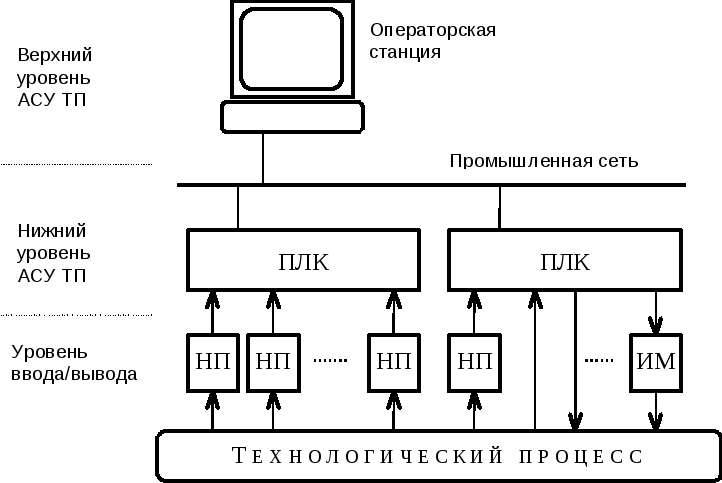 Операторская
станция
Верхний
уровень
АСУ ТП
Промышленная сеть
Нижний
уровень
АСУ ТП
ПЛК ПЛК
Уровень
ввода/вывода
НП НП ....... НП НП ...... ИМ
ТЕХНОЛОГИЧЕСКИЙ ПРОЦЕСС